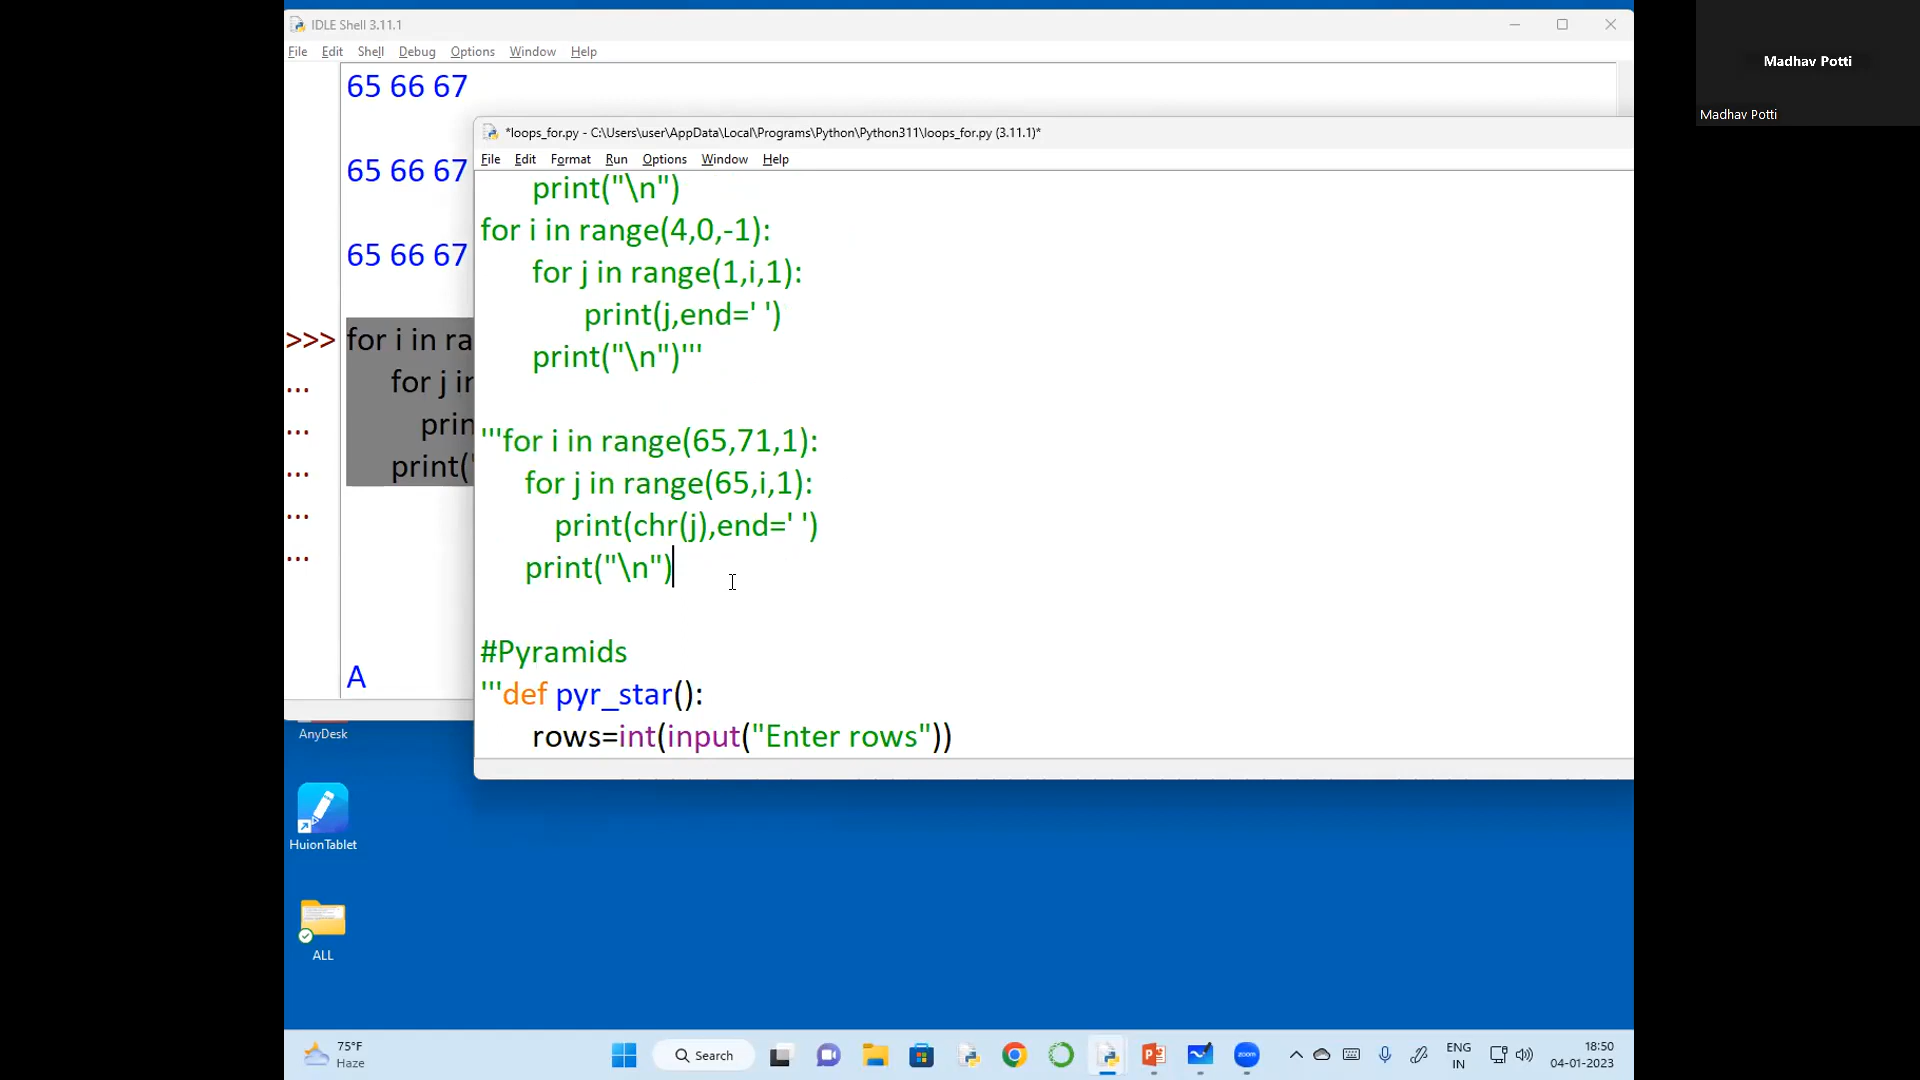 IDLE Shell 3.11.1
File Edit Shell Debug Options Window Help
65 66 67
65 66 67
65 66 67
>>> for i in ra
... for j in
... prin
... print('
...
...
A
*loops_for.py - C:\Users\user\AppData\Local\Programs\Python\Python311\loops_for.py (3.11.1)*
File Edit Format Run Options Window Help
print("\n")
for i in range(4,0,-1):
for j in range(1,i,1):
print(j,end=' ')
print("\n")'''
'''for i in range(65,71,1):
for j in range(65,i,1):
print(chr(j),end=' ')
print("\n")
#Pyramids
'''def pyr_star():
rows=int(input("Enter rows"))
Madhav Potti
Madhav Potti
AnyDesk
HuionTablet
ALL
75°F
Haze
Search
zoom
ENG
IN
18:50
04-01-2023